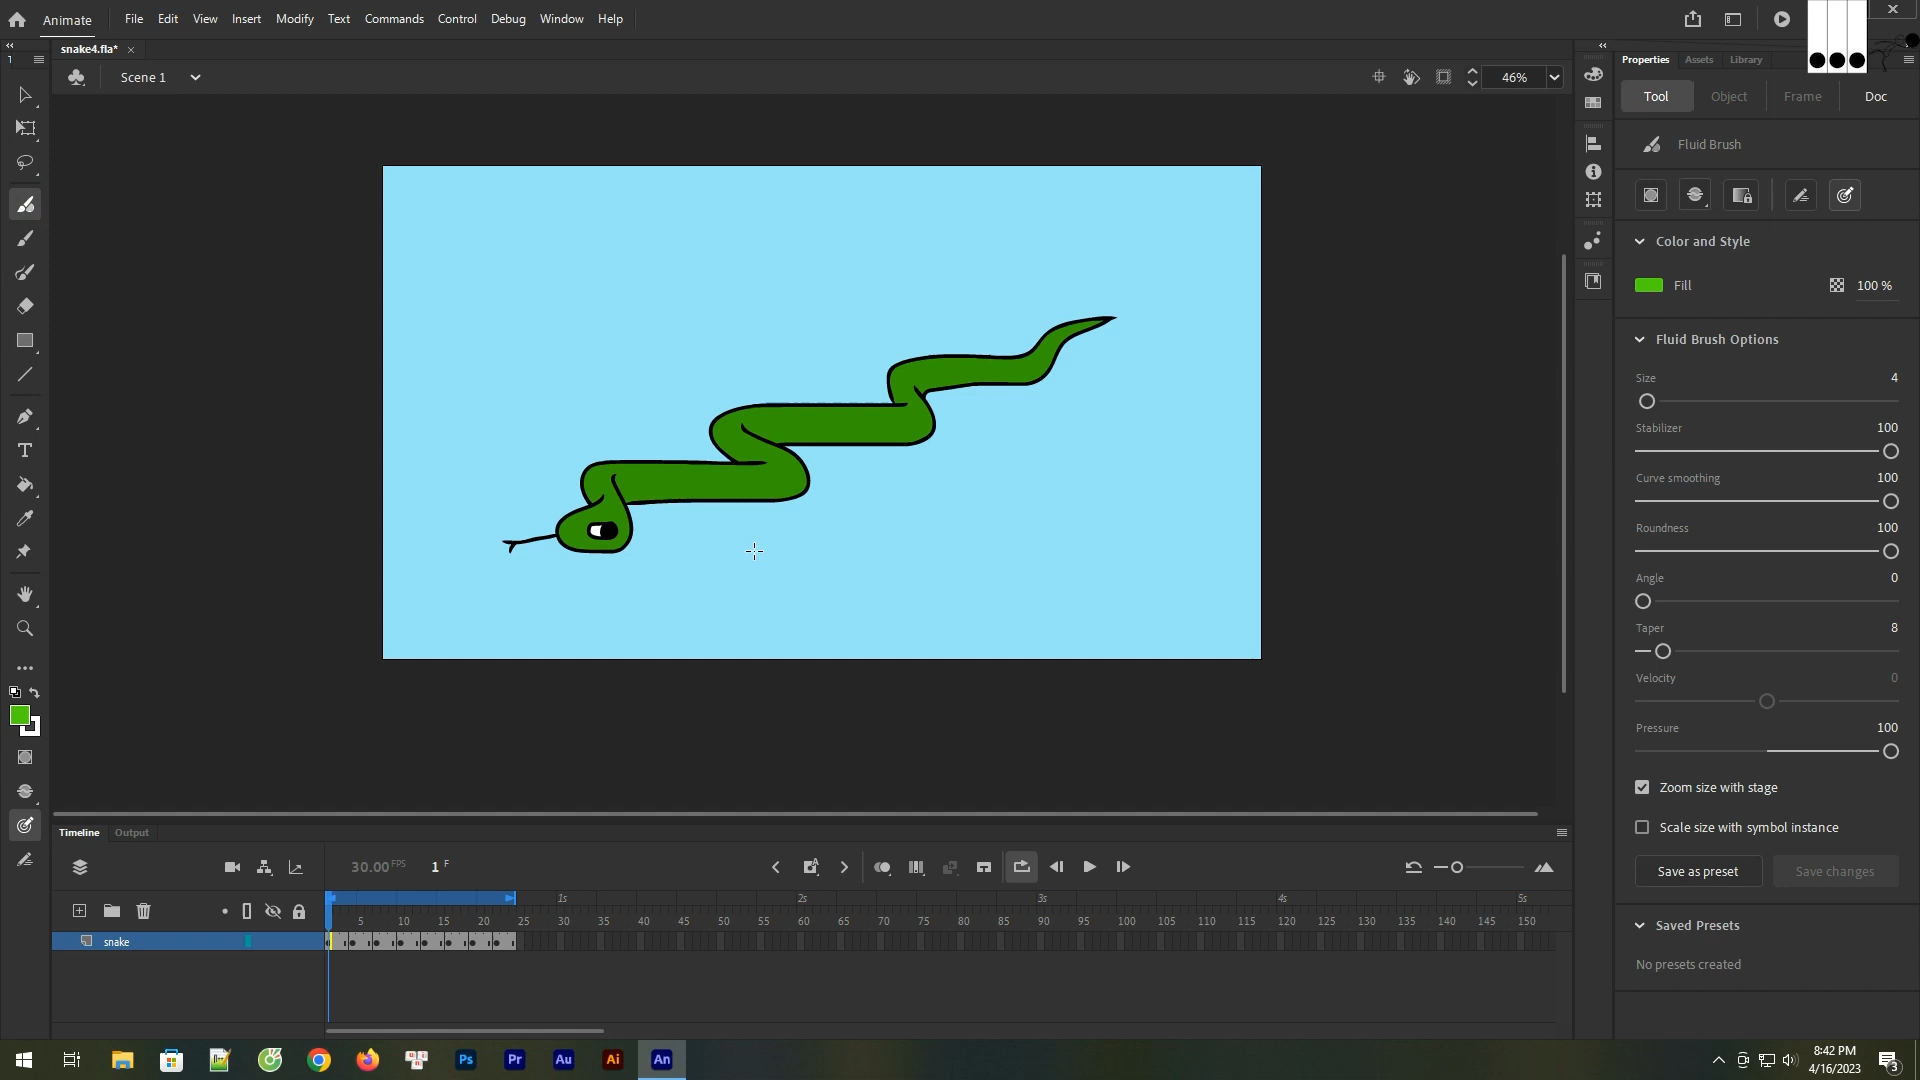 Animate File Edit View Insert Modify Text Commands Control Debug Window Help
snake4.fla*
Scene 1
46%
Properties Assets Library
Tool Object Frame Doc
Fluid Brush
Color and Style
Fill 100 %
Fluid Brush Options
Size 4
Stabilizer 100
Curve smoothing 100
Roundness 100
Angle 0
Taper 8
Velocity 0
Pressure 100
Zoom size with stage
Scale size with symbol instance
Save as preset Save changes
Saved Presets
No presets created
Timeline Output
30.00 FPS 1 F
1s 2s 3s 4s 5s
5 10 15 20 25 30 35 40 45 50 55 60 65 70 75 80 85 90 95 100 105 110 115 120 125 130 135 140 145 150
snake
Ps Pr Au Ai An
8:42 PM
4/16/2023
3